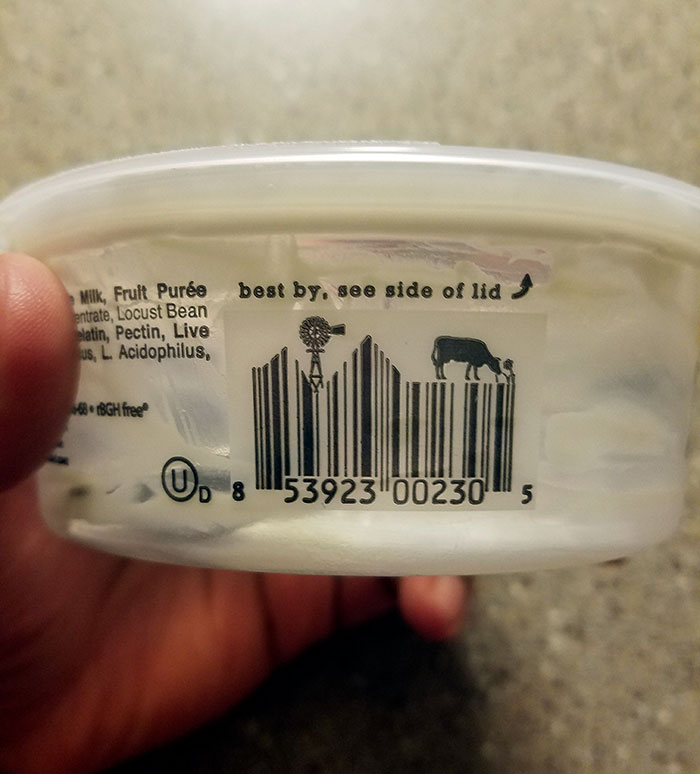 Milk, Fruit Purée
Locust Bean
Pectin, Live
L. Acidophilus,
rBGH free®
best by, see side of lid
U D
8 53923 00230 5